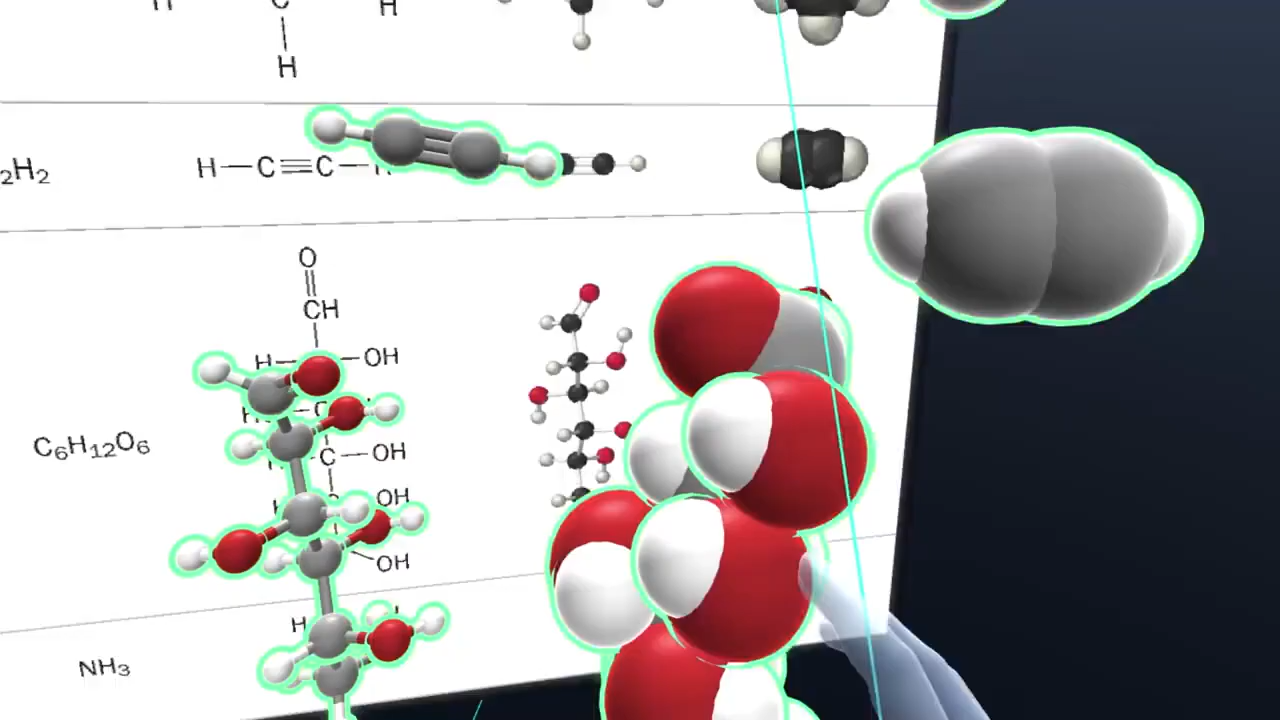 H C H
H
₂H₂ H—C≡C—
O
CH
H— —OH
H C
C₆H₁₂O₆ C—OH
OH
OH
H
NH₃